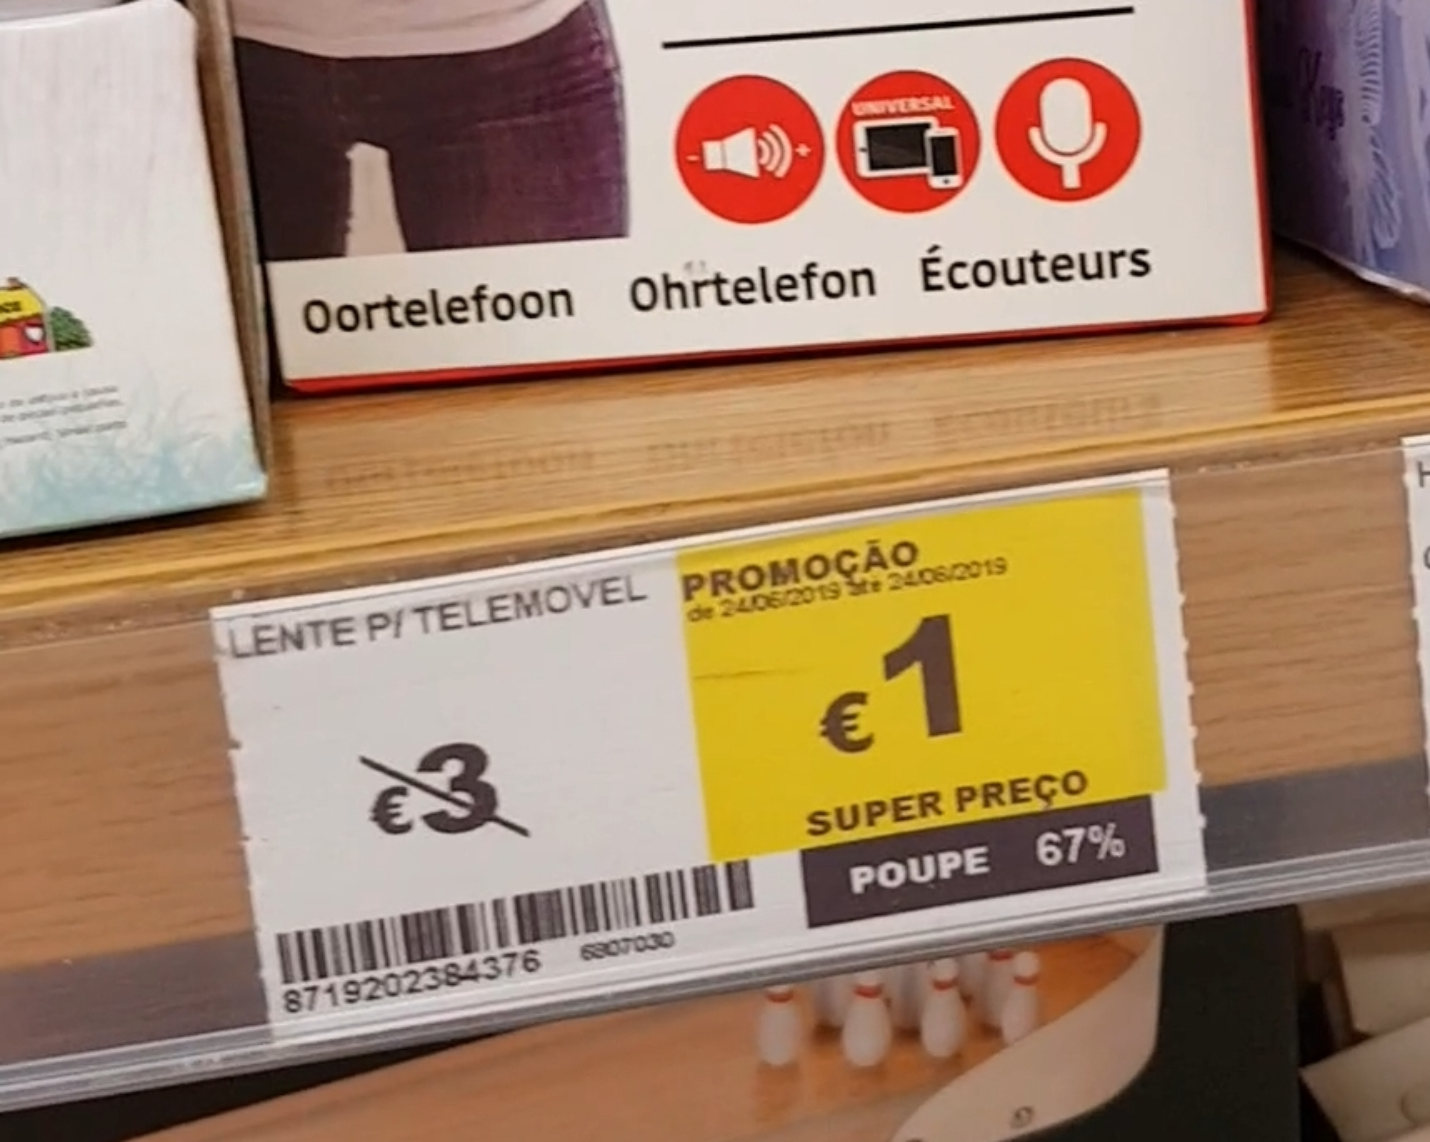 UNIVERSAL
Oortelefoon Ohrtelefon Écouteurs
LENTE P/ TELEMOVEL
€3
PROMOÇÃO
de 24/06/2019 até 24/06/2019
€1
SUPER PREÇO
POUPE 67%
8719202384376 6807030